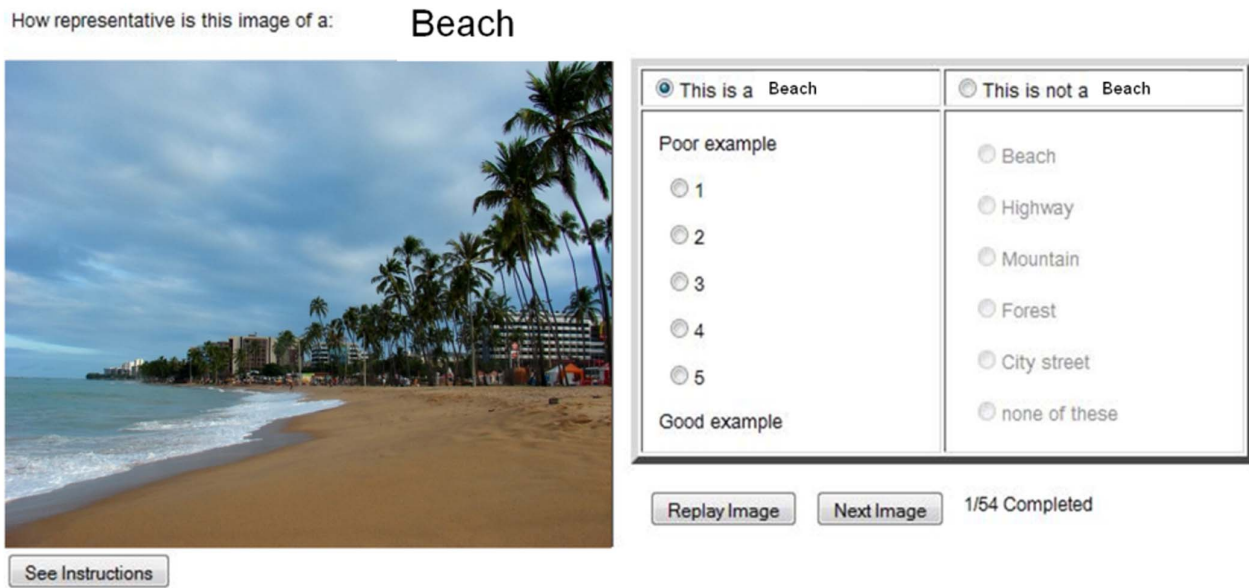 How representative is this image of a: Beach
This is a Beach
Poor example
1
2
3
4
5
Good example
This is not a Beach
Beach
Highway
Mountain
Forest
City street
none of these
Replay Image
Next Image
1/54 Completed
See Instructions